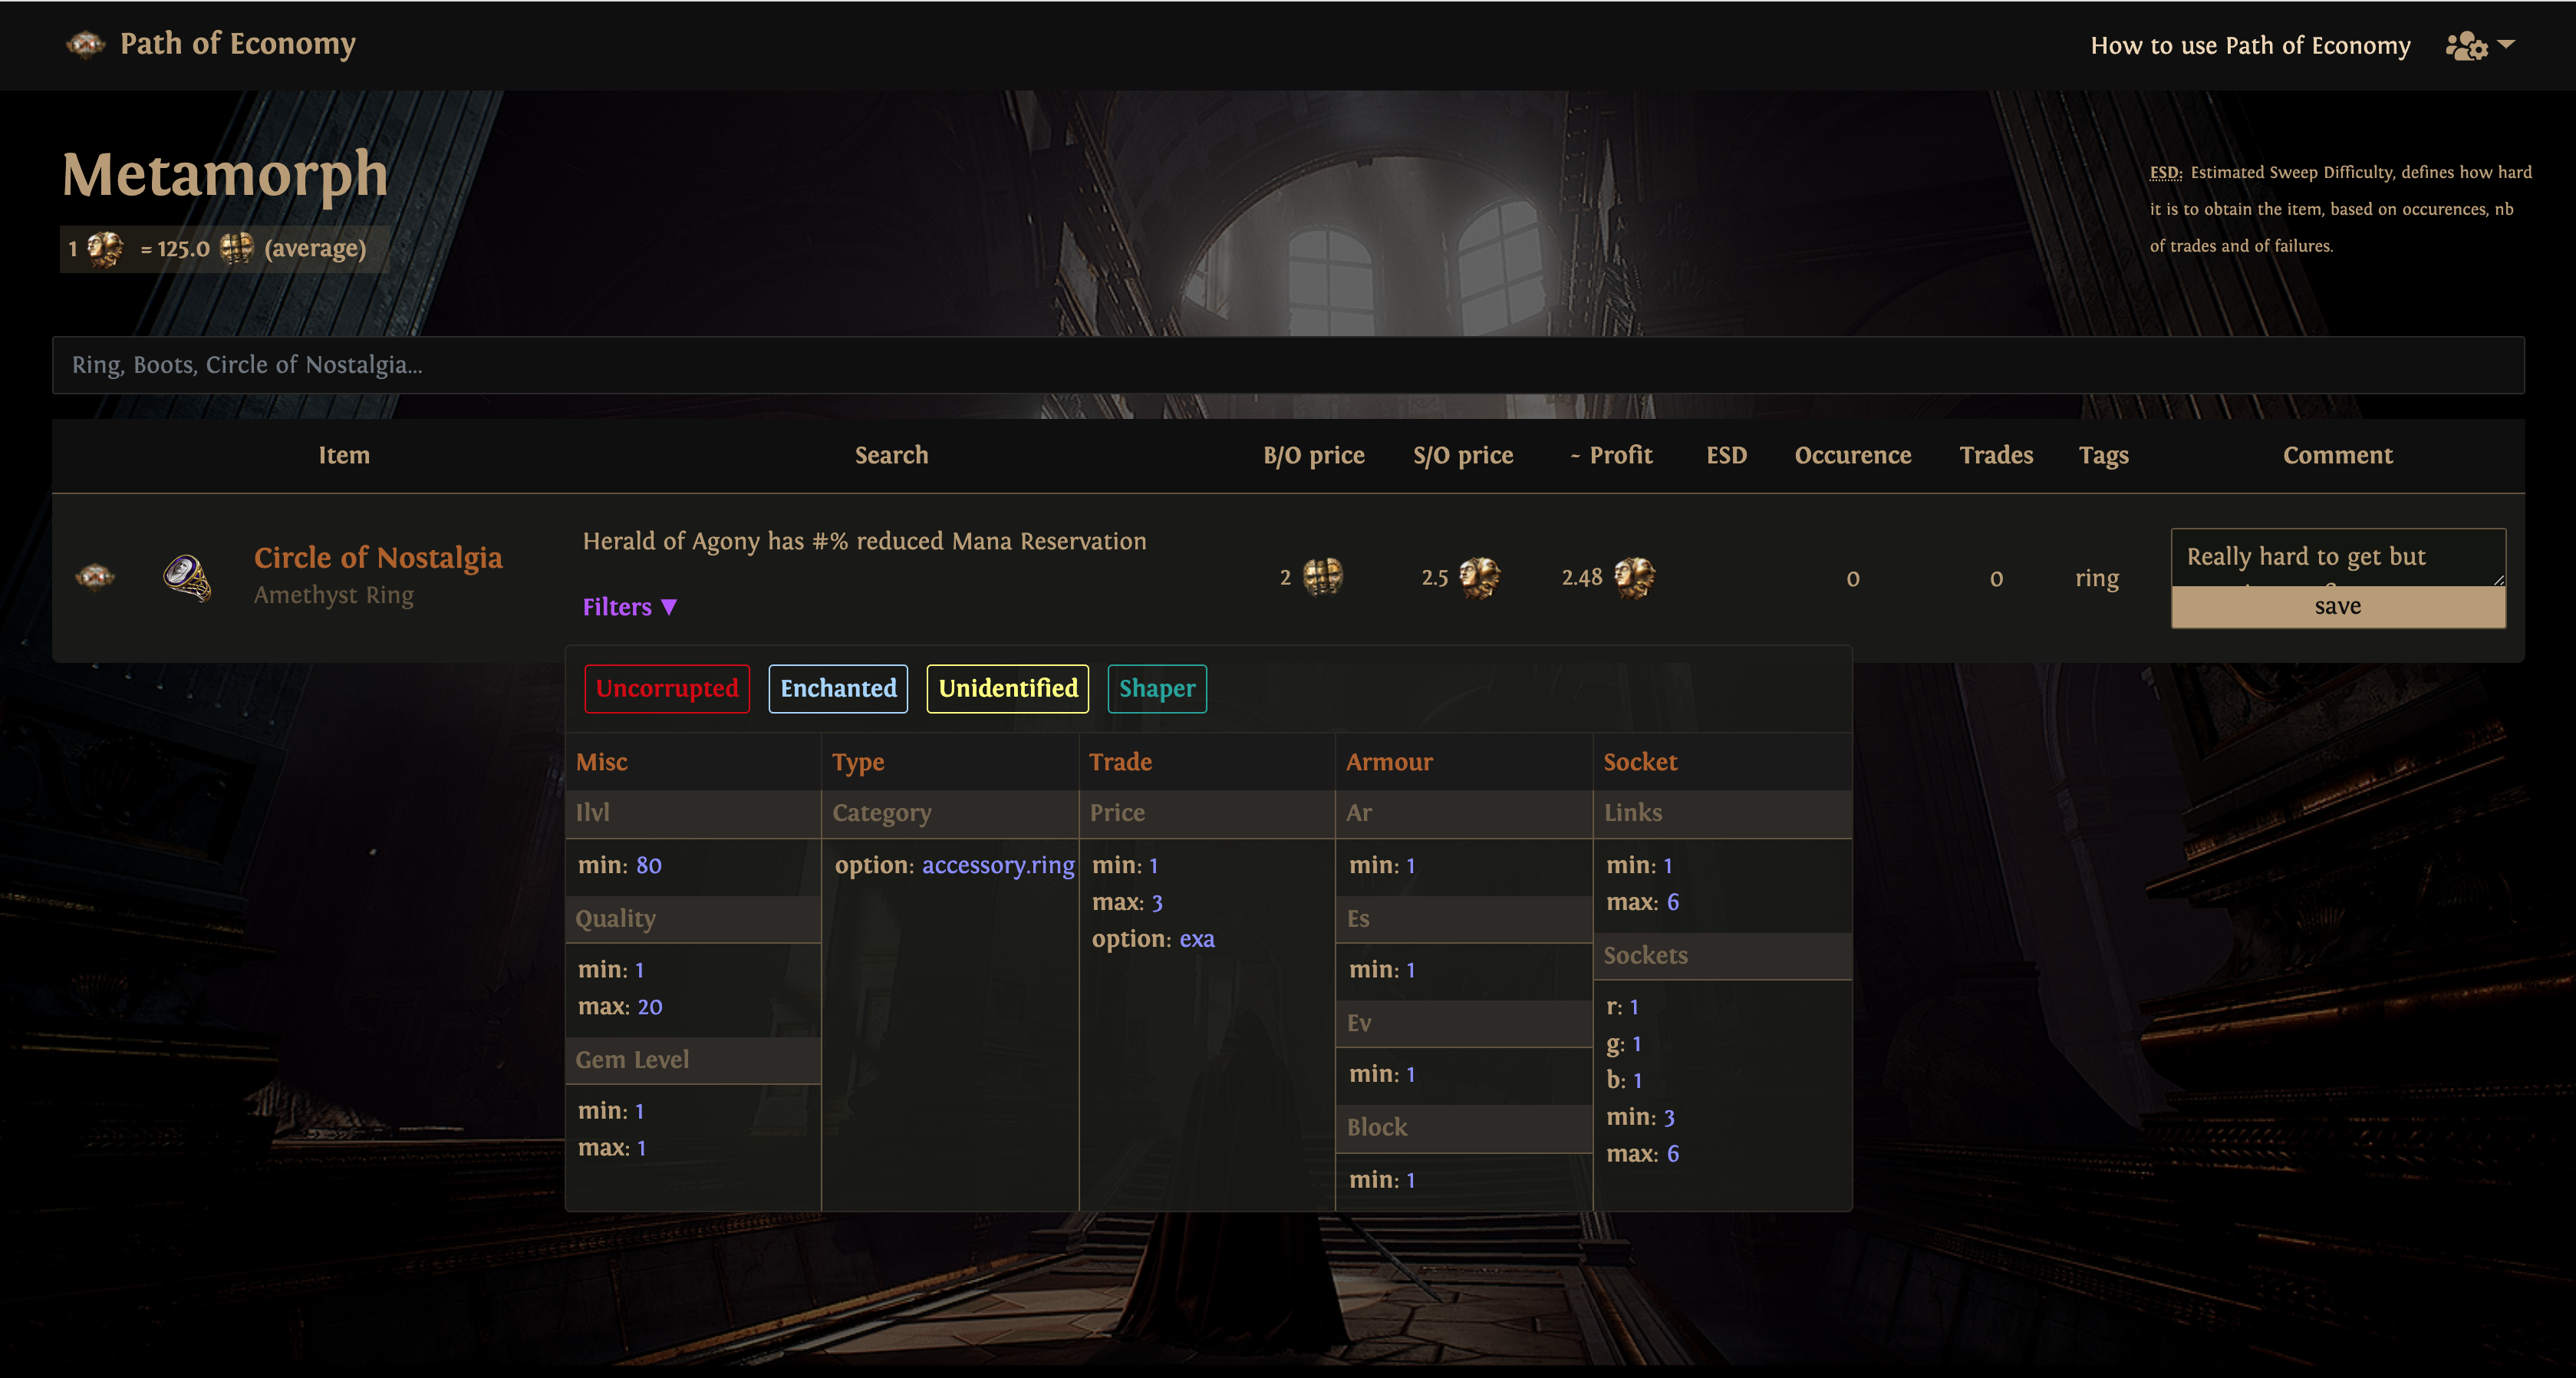 Path of Economy
How to use Path of Economy
Metamorph
1 = 125.0 (average)
ESD: Estimated Sweep Difficulty, defines how hard
it is to obtain the item, based on occurences, nb
of trades and of failures.
Ring, Boots, Circle of Nostalgia...
Item Search B/O price S/O price ~ Profit ESD Occurence Trades Tags Comment
Circle of Nostalgia
Amethyst Ring
Herald of Agony has #% reduced Mana Reservation
Filters ▼
2 2.5 2.48 0 0 ring
Really hard to get but
save
Uncorrupted Enchanted Unidentified Shaper
Misc
Ilvl
min: 80
Quality
min: 1
max: 20
Gem Level
min: 1
max: 1
Type
Category
option: accessory.ring
Trade
Price
min: 1
max: 3
option: exa
Armour
Ar
min: 1
Es
min: 1
Ev
min: 1
Block
min: 1
Socket
Links
min: 1
max: 6
Sockets
r: 1
g: 1
b: 1
min: 3
max: 6